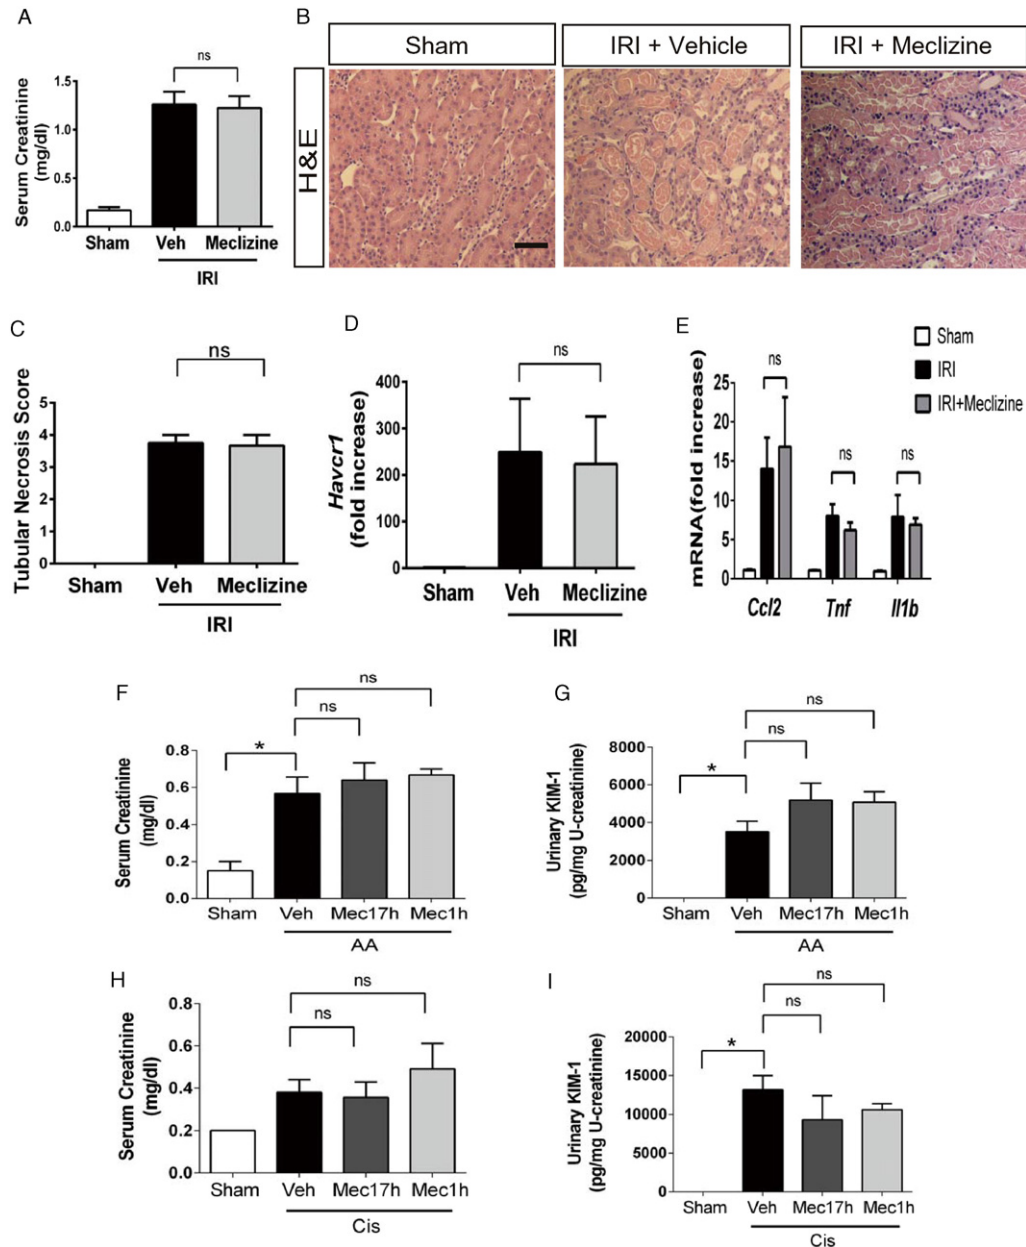 A
Serum Creatinine
(mg/dl)
1.5
1.0
0.5
0.0
ns
Sham Veh Meclizine
IRI
B
Sham IRI + Vehicle IRI + Meclizine
H&E
C
Tubular Necrosis Score
5
4
3
2
1
0
ns
Sham Veh Meclizine
IRI
D
Havcr1
(fold increase)
400
300
200
100
0
ns
Sham Veh Meclizine
IRI
E
mRNA(fold increase)
25
20
15
10
5
0
ns
ns ns
Sham
IRI
IRI+Meclizine
Ccl2 Tnf Il1b
F
Serum Creatinine
(mg/dl)
0.8
0.6
0.4
0.2
0.0
ns
ns
*
Sham Veh Mec17h Mec1h
AA
G
Urinary KIM-1
(pg/mg U-creatinine)
8000
6000
4000
2000
0
ns
ns
*
Sham Veh Mec17h Mec1h
AA
H
Serum Creatinine
(mg/dl)
0.8
0.6
0.4
0.2
0.0
ns
ns
Sham Veh Mec17h Mec1h
Cis
I
Urinary KIM-1
(pg/mg U-creatinine)
20000
15000
10000
5000
0
ns
ns
*
Sham Veh Mec17h Mec1h
Cis